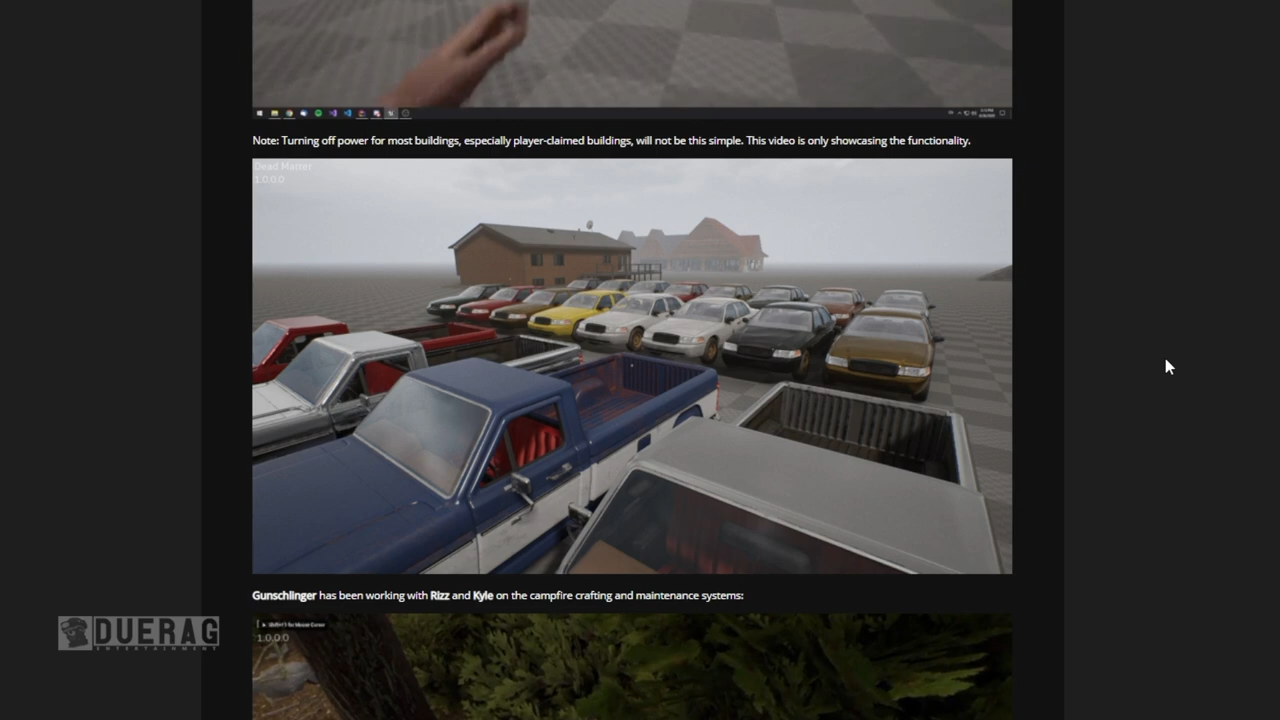 Note: Turning off power for most buildings, especially player-claimed buildings, will not be this simple. This video is only showcasing the functionality.
Dead Matter
1.0.0.0
Gunschlinger has been working with Rizz and Kyle on the campfire crafting and maintenance systems:
DUERAG
ENTERTAINMENT
1.0.0.0